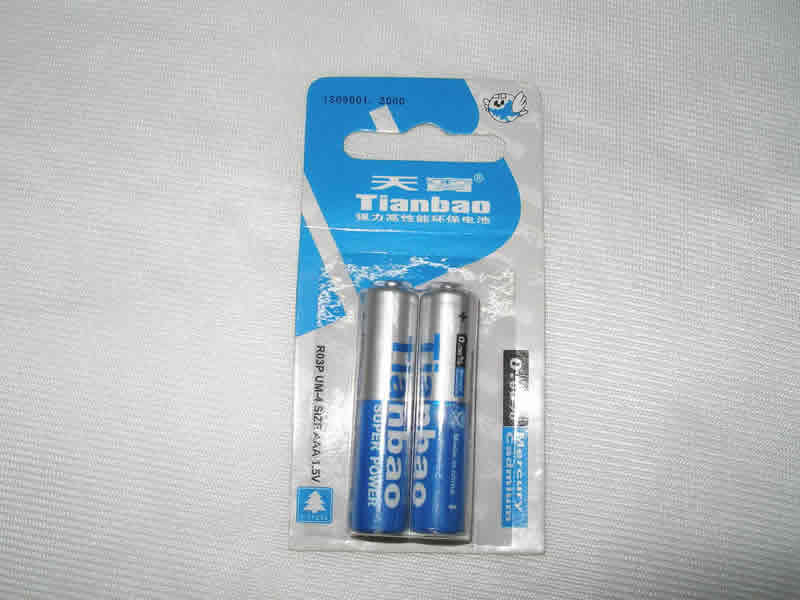 ISO9001: 2000
天寶®
Tianbao
强力高性能环保电池
R03P UM-4 SIZE AAA 1.5V
Tianbao
SUPER POWER
Tianbao
Mercury
Cadmium